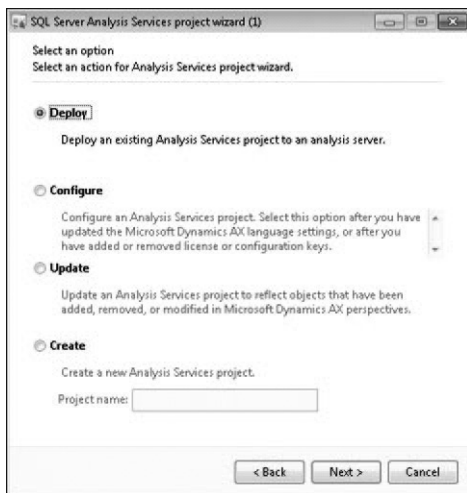 SQL Server Analysis Services project wizard (1)
Select an option
Select an action for Analysis Services project wizard.
Deploy
Deploy an existing Analysis Services project to an analysis server.
Configure
Configure an Analysis Services project. Select this option after you have
updated the Microsoft Dynamics AX language settings, or after you
have added or removed license or configuration keys.
Update
Update an Analysis Services project to reflect objects that have been
added, removed, or modified in Microsoft Dynamics AX perspectives.
Create
Create a new Analysis Services project.
Project name:
< Back Next > Cancel